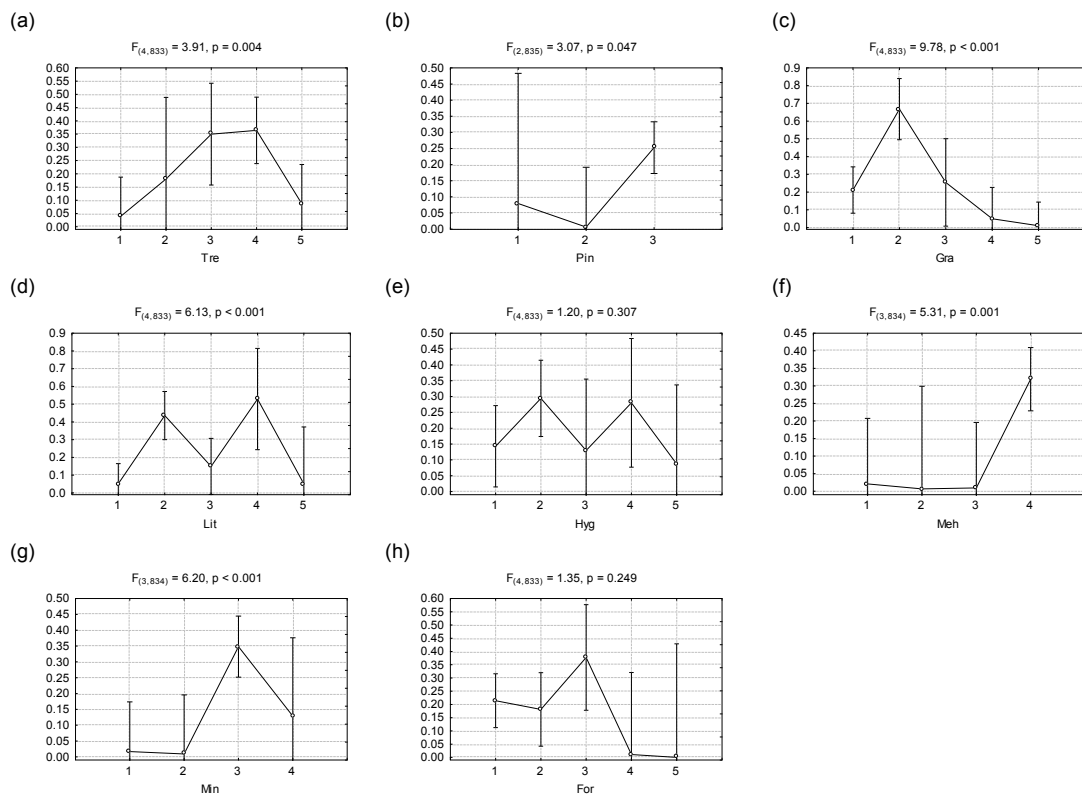 (a)
F(4,833) = 3.91, p = 0.004
0.60
0.55
0.50
0.45
0.40
0.35
0.30
0.25
0.20
0.15
0.10
0.05
0.00
1 2 3 4 5
Tre
(b)
F(2,835) = 3.07, p = 0.047
0.50
0.45
0.40
0.35
0.30
0.25
0.20
0.15
0.10
0.05
0.00
1 2 3
Pin
(c)
F(4,833) = 9.78, p < 0.001
0.9
0.8
0.7
0.6
0.5
0.4
0.3
0.2
0.1
0.0
1 2 3 4 5
Gra
(d)
F(4,833) = 6.13, p < 0.001
0.9
0.8
0.7
0.6
0.5
0.4
0.3
0.2
0.1
0.0
1 2 3 4 5
Lit
(e)
F(4,833) = 1.20, p = 0.307
0.50
0.45
0.40
0.35
0.30
0.25
0.20
0.15
0.10
0.05
0.00
1 2 3 4 5
Hyg
(f)
F(3,834) = 5.31, p = 0.001
0.45
0.40
0.35
0.30
0.25
0.20
0.15
0.10
0.05
0.00
1 2 3 4
Meh
(g)
F(3,834) = 6.20, p < 0.001
0.50
0.45
0.40
0.35
0.30
0.25
0.20
0.15
0.10
0.05
0.00
1 2 3 4
Min
(h)
F(4,833) = 1.35, p = 0.249
0.60
0.55
0.50
0.45
0.40
0.35
0.30
0.25
0.20
0.15
0.10
0.05
0.00
1 2 3 4 5
For